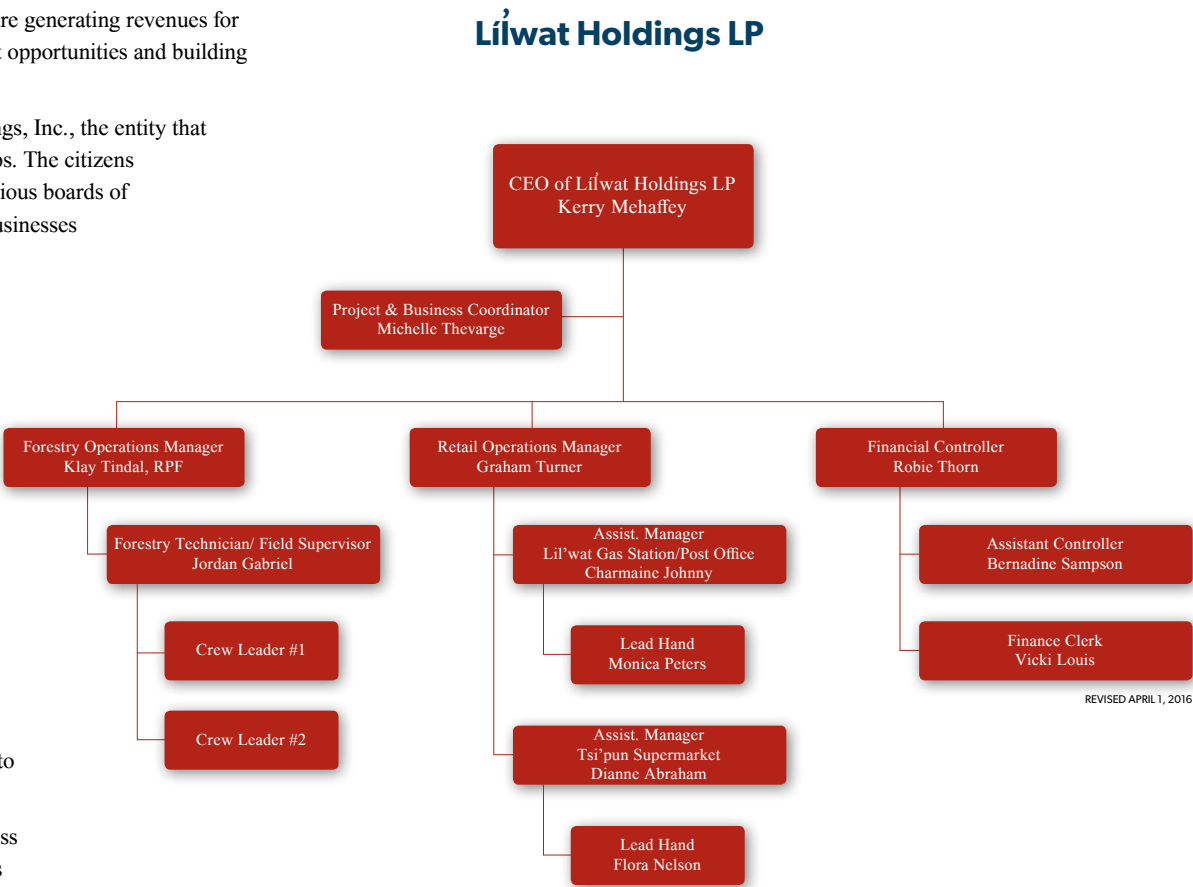 are generating revenues for
t opportunities and building
ngs, Inc., the entity that
ps. The citizens
ious boards of
usinesses
to
ss
s
Líl̓wat Holdings LP
CEO of Líl̓wat Holdings LP
Kerry Mehaffey
Project & Business Coordinator
Michelle Thevarge
Forestry Operations Manager
Klay Tindal, RPF
Forestry Technician/ Field Supervisor
Jordan Gabriel
Crew Leader #1
Crew Leader #2
Retail Operations Manager
Graham Turner
Assist. Manager
Lil'wat Gas Station/Post Office
Charmaine Johnny
Lead Hand
Monica Peters
Assist. Manager
Tsi'pun Supermarket
Dianne Abraham
Lead Hand
Flora Nelson
Financial Controller
Robie Thorn
Assistant Controller
Bernadine Sampson
Finance Clerk
Vicki Louis
REVISED APRIL 1, 2016